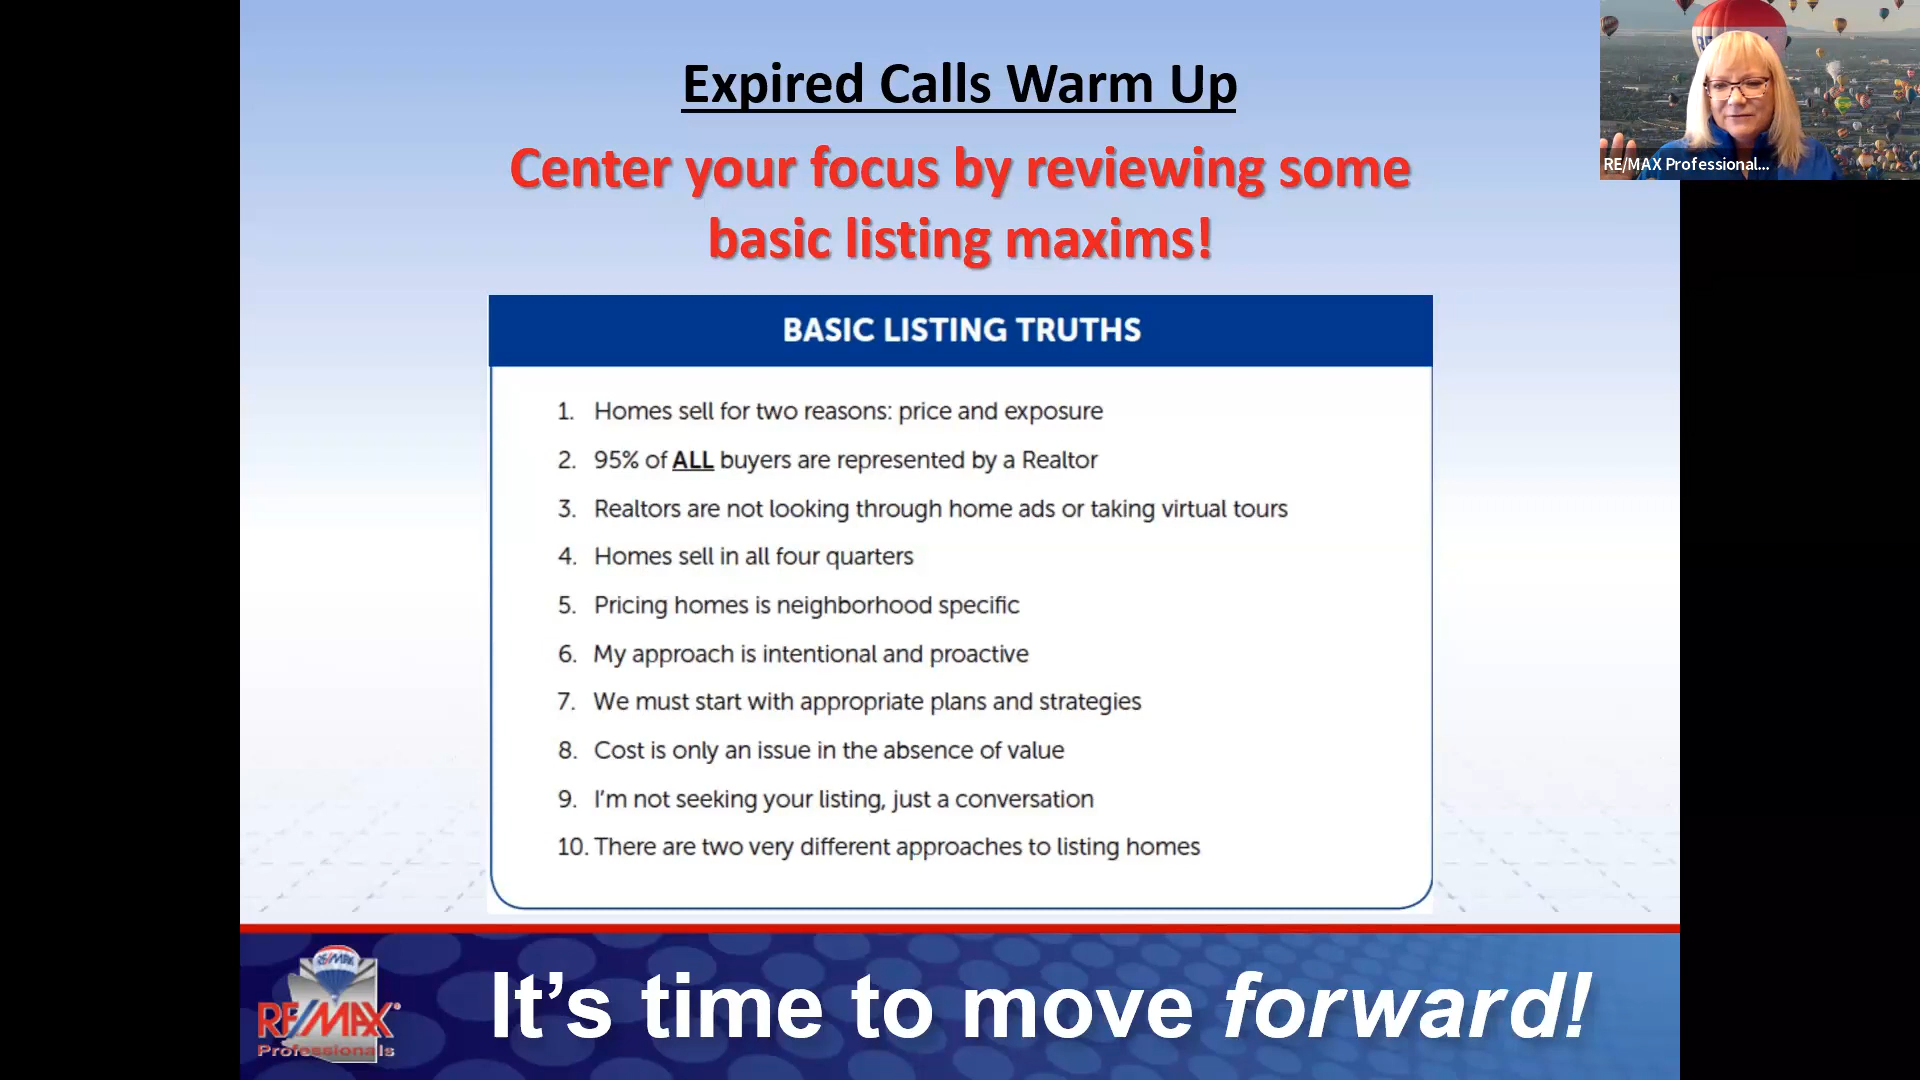 Expired Calls Warm Up
Center your focus by reviewing some
basic listing maxims!
RE/MAX Professional...
BASIC LISTING TRUTHS
1. Homes sell for two reasons: price and exposure
2. 95% of ALL buyers are represented by a Realtor
3. Realtors are not looking through home ads or taking virtual tours
4. Homes sell in all four quarters
5. Pricing homes is neighborhood specific
6. My approach is intentional and proactive
7. We must start with appropriate plans and strategies
8. Cost is only an issue in the absence of value
9. I'm not seeking your listing, just a conversation
10. There are two very different approaches to listing homes
RE/MAX
RE/MAX®
Professionals
It's time to move forward!